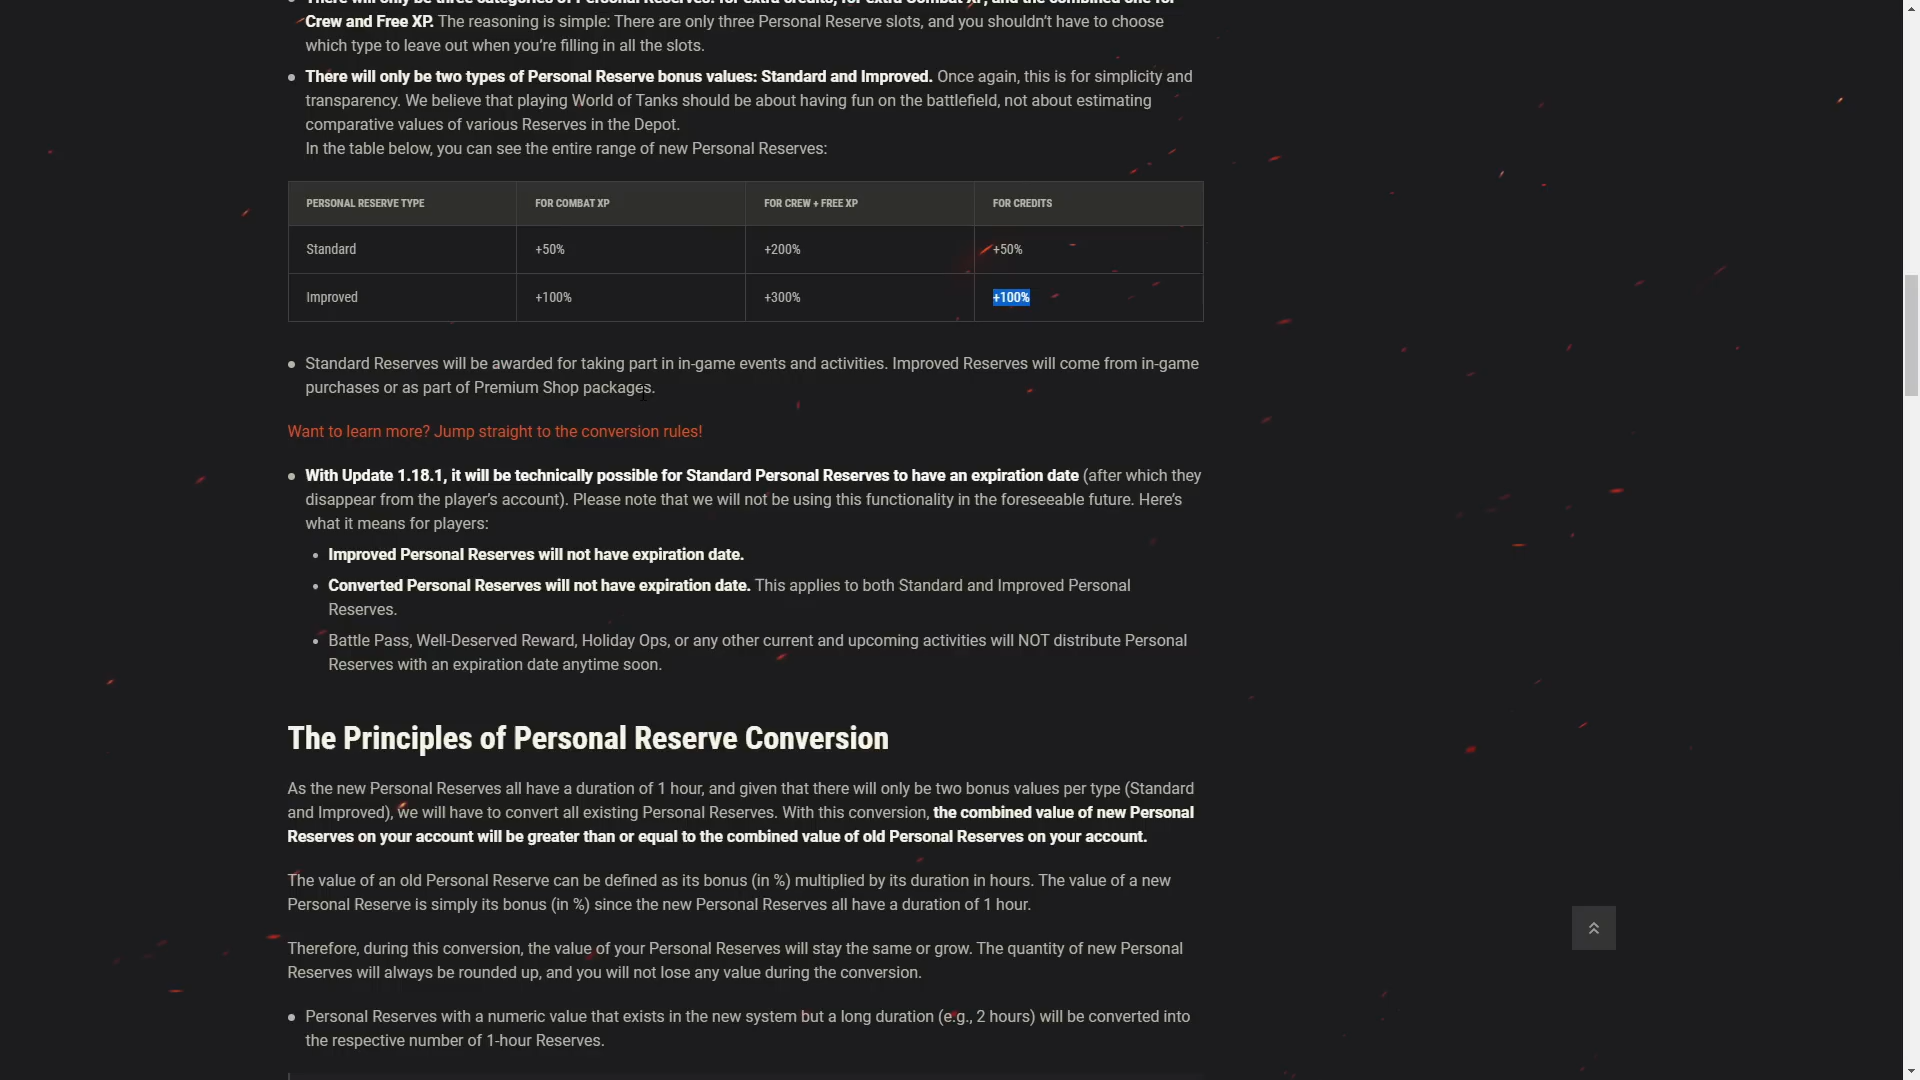 There will only be three categories of Personal Reserves: for extra credits, for extra Combat XP, and the combined one for
Crew and Free XP. The reasoning is simple: There are only three Personal Reserve slots, and you shouldn't have to choose
which type to leave out when you're filling in all the slots.
There will only be two types of Personal Reserve bonus values: Standard and Improved. Once again, this is for simplicity and
transparency. We believe that playing World of Tanks should be about having fun on the battlefield, not about estimating
comparative values of various Reserves in the Depot.
In the table below, you can see the entire range of new Personal Reserves:
PERSONAL RESERVE TYPE FOR COMBAT XP FOR CREW + FREE XP FOR CREDITS
Standard +50% +200% +50%
Improved +100% +300% +100%
Standard Reserves will be awarded for taking part in in-game events and activities. Improved Reserves will come from in-game
purchases or as part of Premium Shop packages.
Want to learn more? Jump straight to the conversion rules!
With Update 1.18.1, it will be technically possible for Standard Personal Reserves to have an expiration date (after which they
disappear from the player's account). Please note that we will not be using this functionality in the foreseeable future. Here's
what it means for players:
Improved Personal Reserves will not have expiration date.
Converted Personal Reserves will not have expiration date. This applies to both Standard and Improved Personal
Reserves.
Battle Pass, Well-Deserved Reward, Holiday Ops, or any other current and upcoming activities will NOT distribute Personal
Reserves with an expiration date anytime soon.
The Principles of Personal Reserve Conversion
As the new Personal Reserves all have a duration of 1 hour, and given that there will only be two bonus values per type (Standard
and Improved), we will have to convert all existing Personal Reserves. With this conversion, the combined value of new Personal
Reserves on your account will be greater than or equal to the combined value of old Personal Reserves on your account.
The value of an old Personal Reserve can be defined as its bonus (in %) multiplied by its duration in hours. The value of a new
Personal Reserve is simply its bonus (in %) since the new Personal Reserves all have a duration of 1 hour.
Therefore, during this conversion, the value of your Personal Reserves will stay the same or grow. The quantity of new Personal
Reserves will always be rounded up, and you will not lose any value during the conversion.
Personal Reserves with a numeric value that exists in the new system but a long duration (e.g., 2 hours) will be converted into
the respective number of 1-hour Reserves.